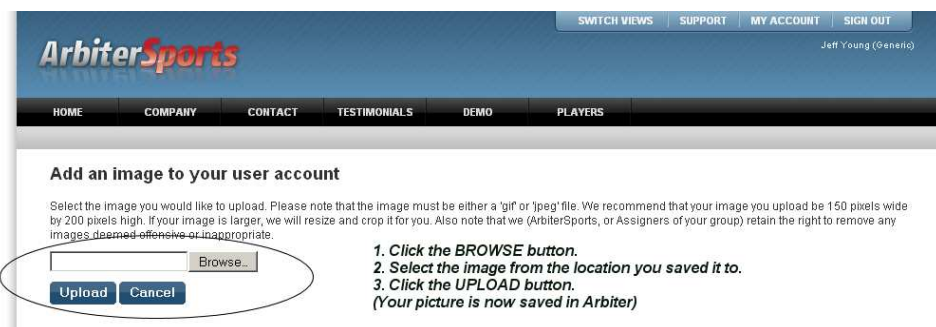 SWITCH VIEWS SUPPORT MY ACCOUNT SIGN OUT
Jeff Young (Generic)
ArbiterSports
HOME COMPANY CONTACT TESTIMONIALS DEMO PLAYERS
Add an image to your user account
Select the image you would like to upload. Please note that the image must be either a 'gif' or 'jpeg' file. We recommend that your image you upload be 150 pixels wide
by 200 pixels high. If your image is larger, we will resize and crop it for you. Also note that we (ArbiterSports, or Assigners of your group) retain the right to remove any
images deemed offensive or inappropriate.
Browse...
Upload Cancel
1. Click the BROWSE button.
2. Select the image from the location you saved it to.
3. Click the UPLOAD button.
(Your picture is now saved in Arbiter)